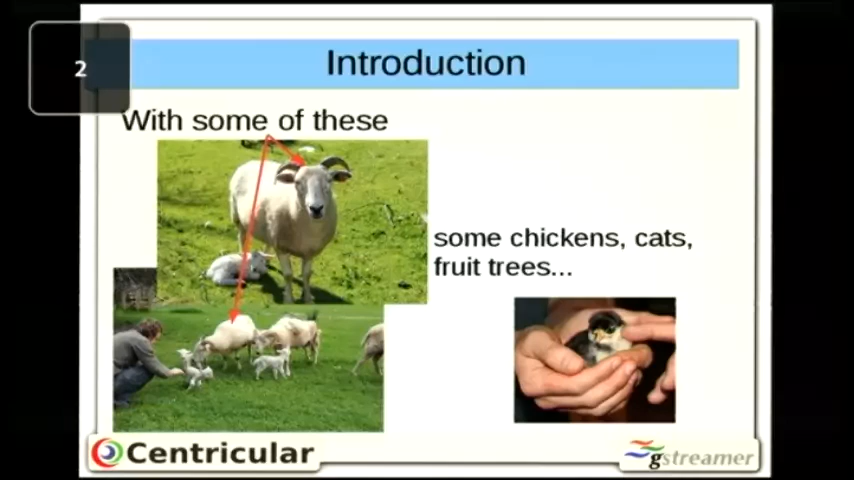 2
Introduction
With some of these
some chickens, cats,
fruit trees...
Centricular
gstreamer